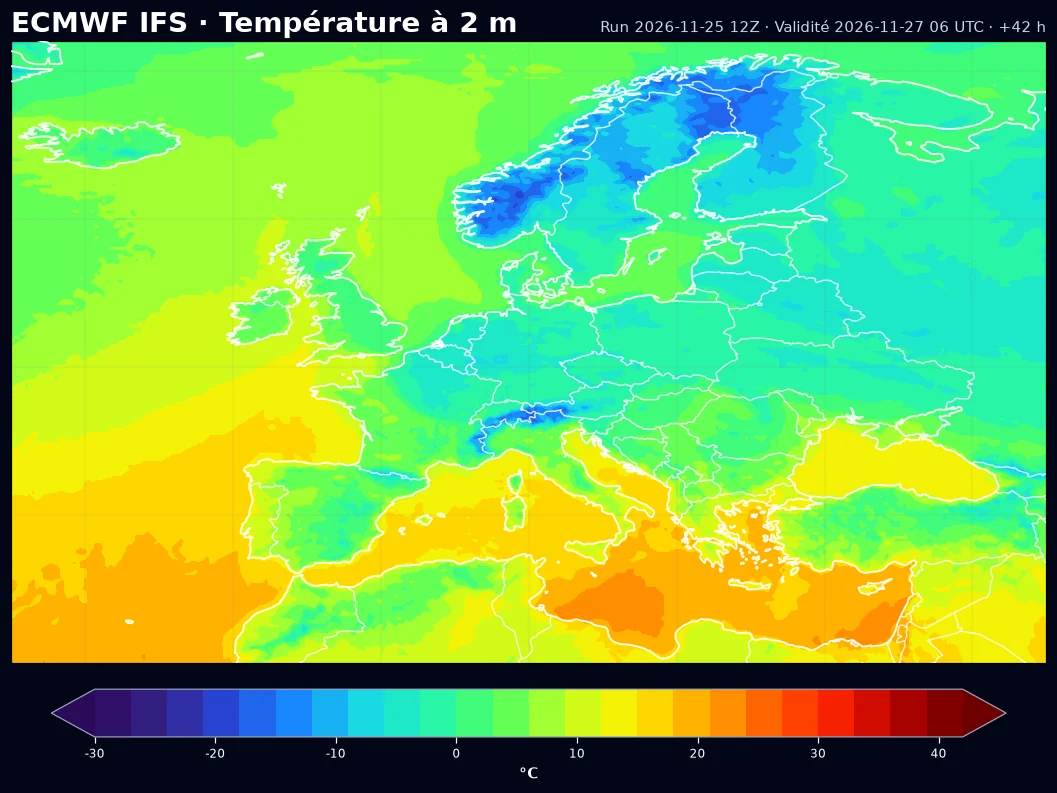 ECMWF IFS · Température à 2 m
Run 2026-11-25 12Z · Validité 2026-11-27 06 UTC · +42 h
-30 -20 -10 0 10 20 30 40
°C